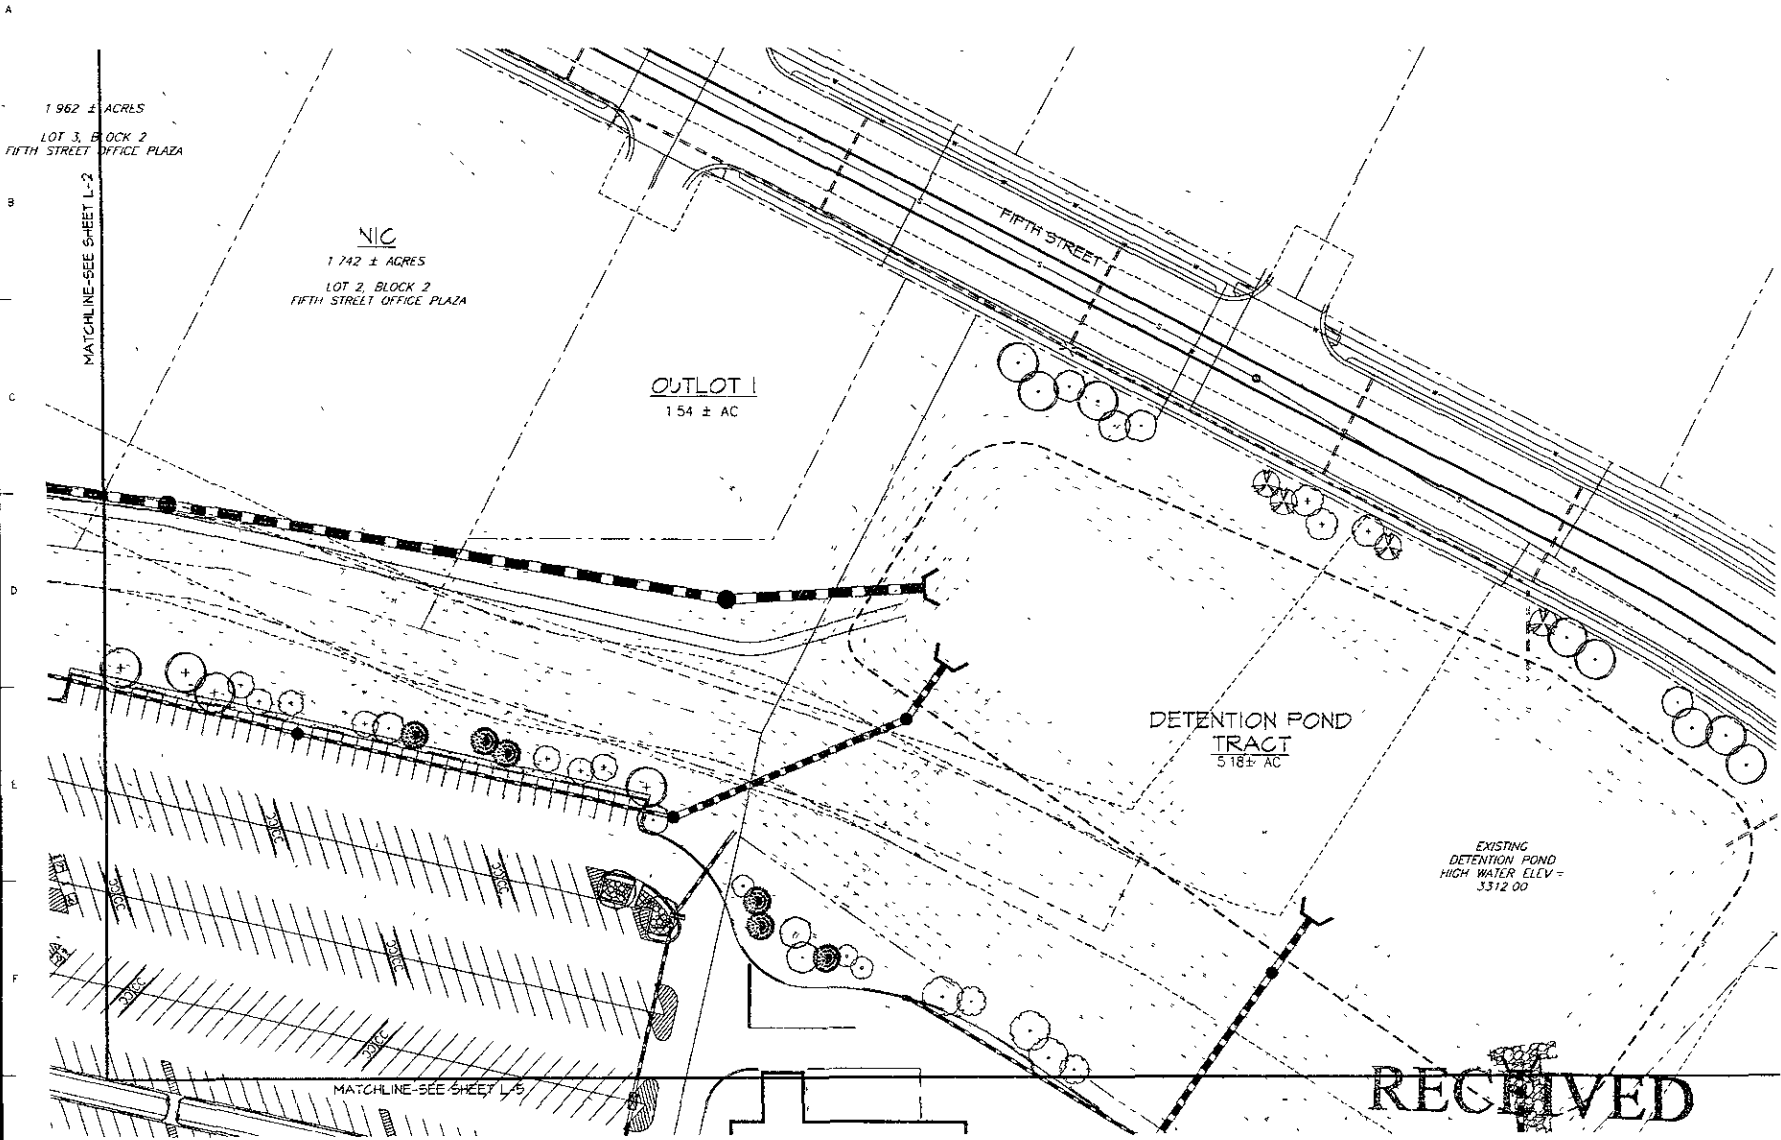 A
1 962 ± ACRES
LOT 3, BLOCK 2
FIFTH STREET OFFICE PLAZA
MATCHLINE-SEE SHEET L-2
B
NIC
1 742 ± ACRES
LOT 2, BLOCK 2
FIFTH STREET OFFICE PLAZA
FIFTH STREET
C
OUTLOT 1
1 54 ± AC
D
DETENTION POND
TRACT
5 18± AC
E
EXISTING
DETENTION POND
HIGH WATER ELEV =
3312 00
F
MATCHLINE-SEE SHEET L-5
RECEIVED